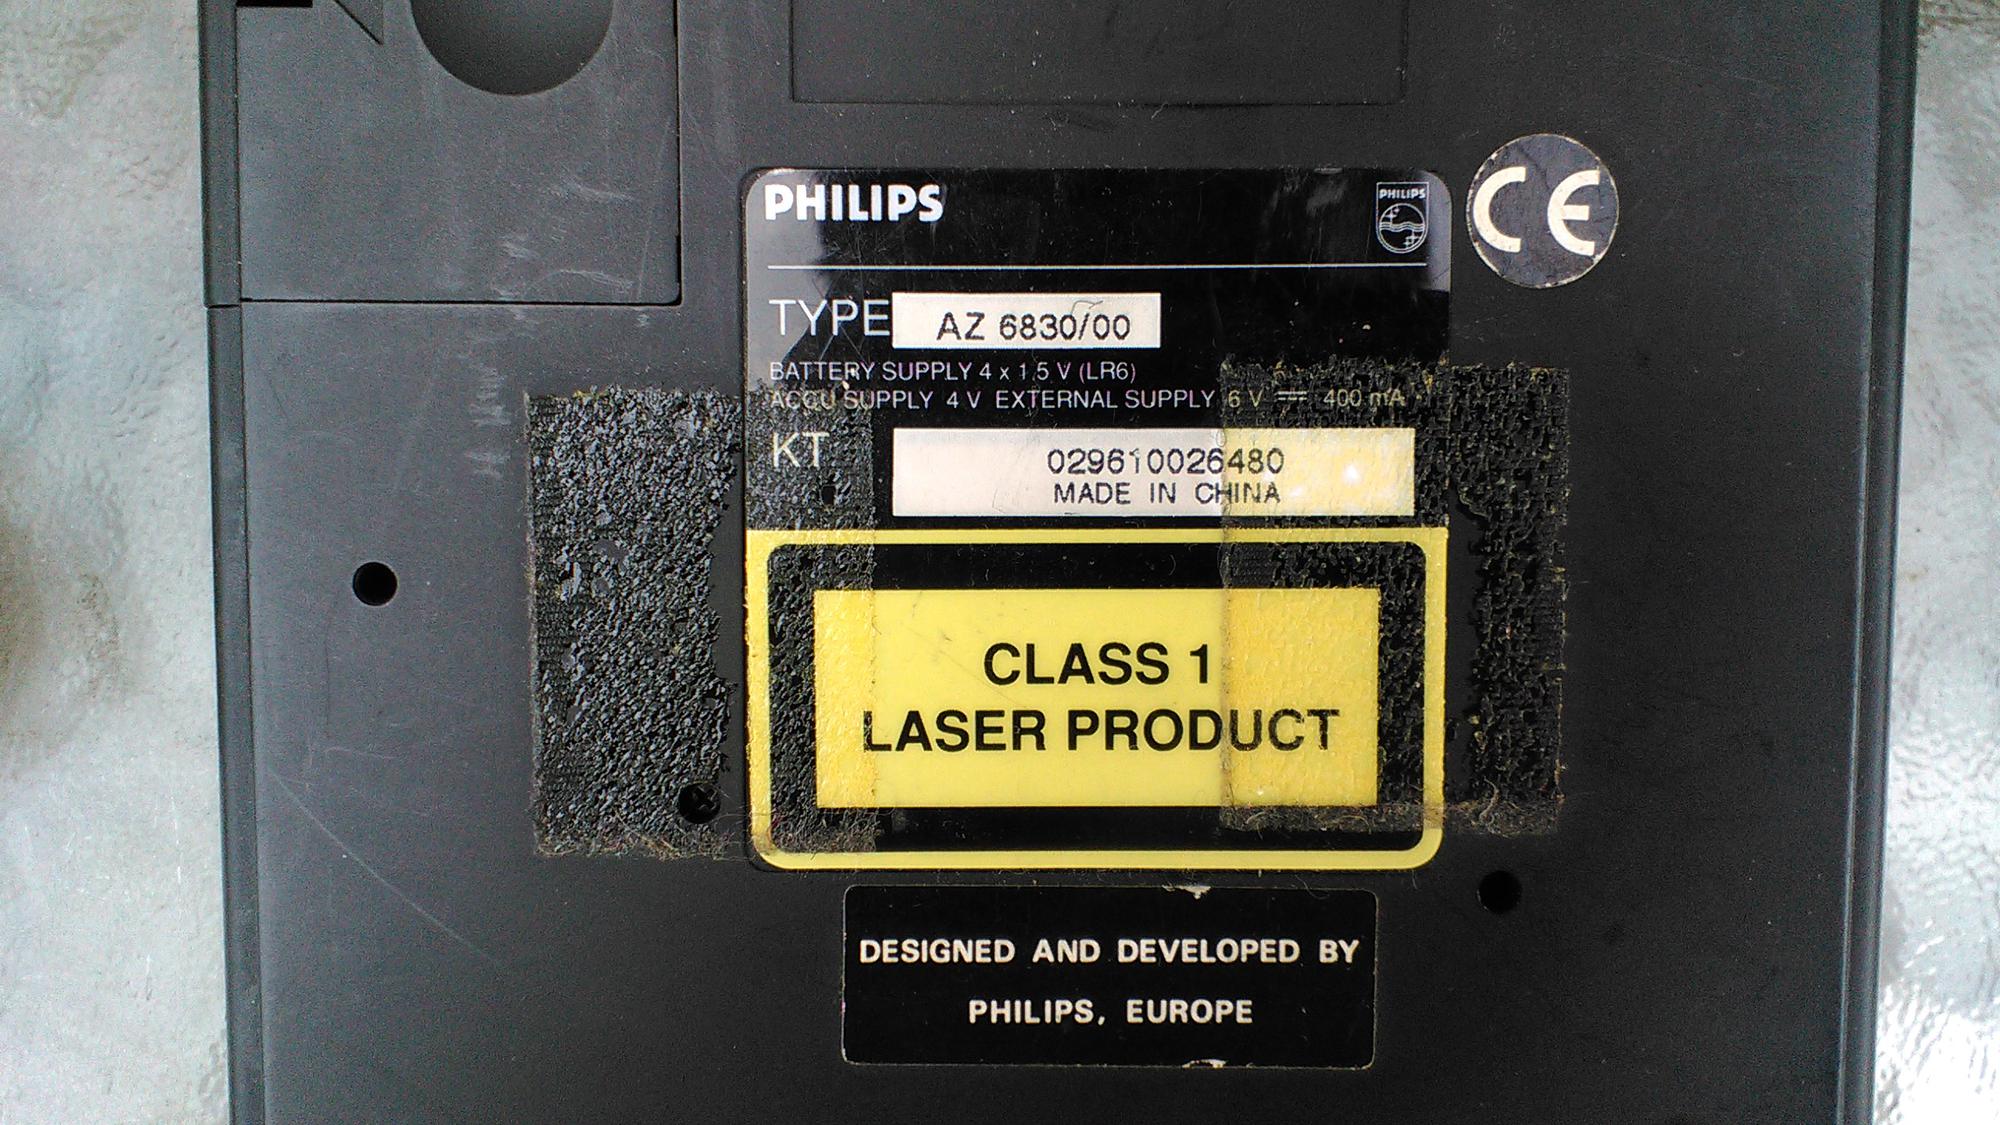 PHILIPS
PHILIPS
CE
TYPE AZ 6830/00
BATTERY SUPPLY 4 x 1,5 V (LR6)
ACCU SUPPLY 4 V EXTERNAL SUPPLY 6 V ⎓ 400 mA
KT 029610026480
MADE IN CHINA
CLASS 1
LASER PRODUCT
DESIGNED AND DEVELOPED BY
PHILIPS, EUROPE